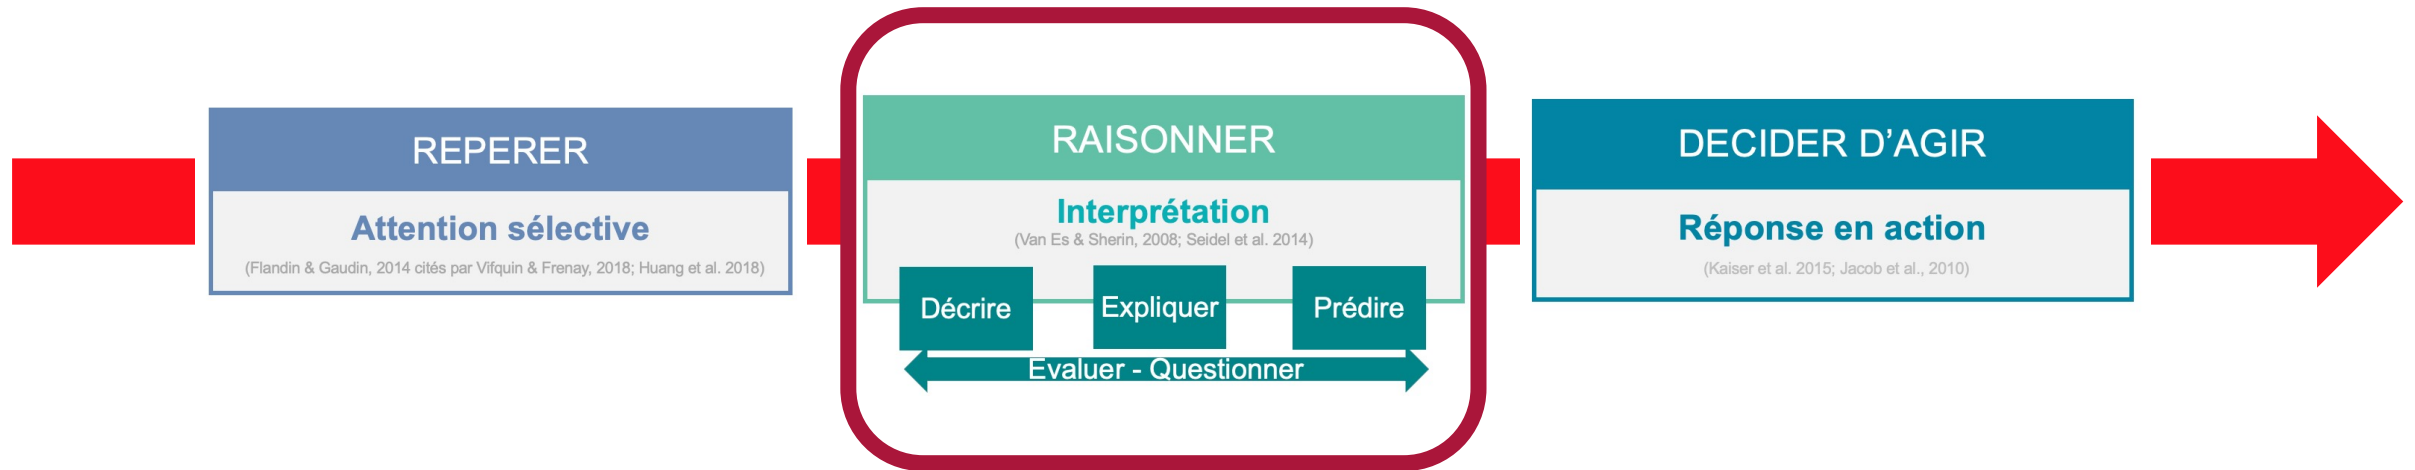 REPERER
Attention sélective
(Flandin & Gaudin, 2014 cités par Vifquin & Frenay, 2018; Huang et al. 2018)
RAISONNER
Interprétation
(Van Es & Sherin, 2008; Seidel et al. 2014)
Décrire
Expliquer
Prédire
Evaluer - Questionner
DECIDER D'AGIR
Réponse en action
(Kaiser et al. 2015; Jacob et al., 2010)